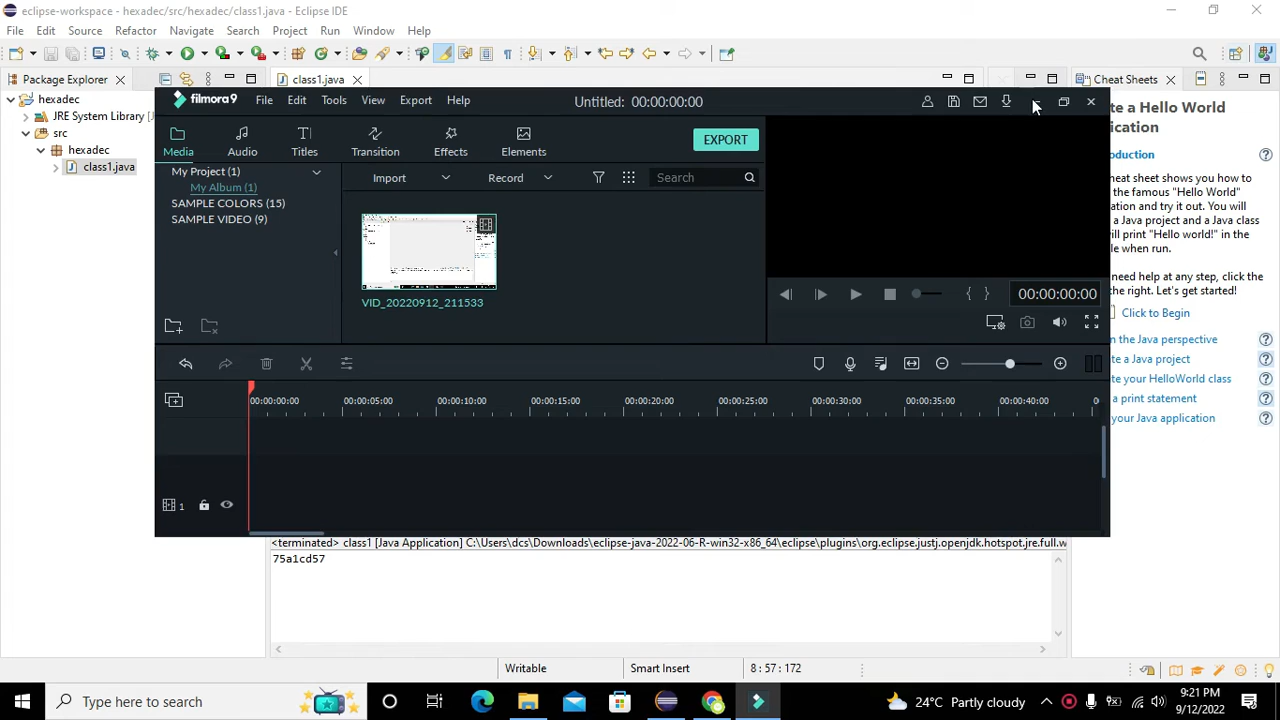 eclipse-workspace - hexadec/src/hexadec/class1.java - Eclipse IDE
File Edit Source Refactor Navigate Search Project Run Window Help
Package Explorer
class1.java
Cheat Sheets
hexadec
JRE System Library [
src
hexadec
class1.java
filmora9
File Edit Tools View Export Help
Untitled: 00:00:00:00
Media Audio Titles Transition Effects Elements
EXPORT
My Project (1)
My Album (1)
SAMPLE COLORS (15)
SAMPLE VIDEO (9)
Import Record Search
VID_20220912_211533
00:00:00:00
00:00:00:00 00:00:05:00 00:00:10:00 00:00:15:00 00:00:20:00 00:00:25:00 00:00:30:00 00:00:35:00 00:00:40:00 0
1
te a Hello World
ication
oduction
heat sheet shows you how to
the famous "Hello World"
ication and try it out. You will
a Java project and a Java class
ill print "Hello world!" in the
le when run.
need help at any step, click the
the right. Let's get started!
Click to Begin
n the Java perspective
te a Java project
te your HelloWorld class
a print statement
your Java application
<terminated> class1 [Java Application] C:\Users\dcs\Downloads\eclipse-java-2022-06-R-win32-x86_64\eclipse\plugins\org.eclipse.justj.openjdk.hotspot.jre.full.w
75a1cd57
Writable Smart Insert 8 : 57 : 172
Type here to search
24°C Partly cloudy
9:21 PM
9/12/2022